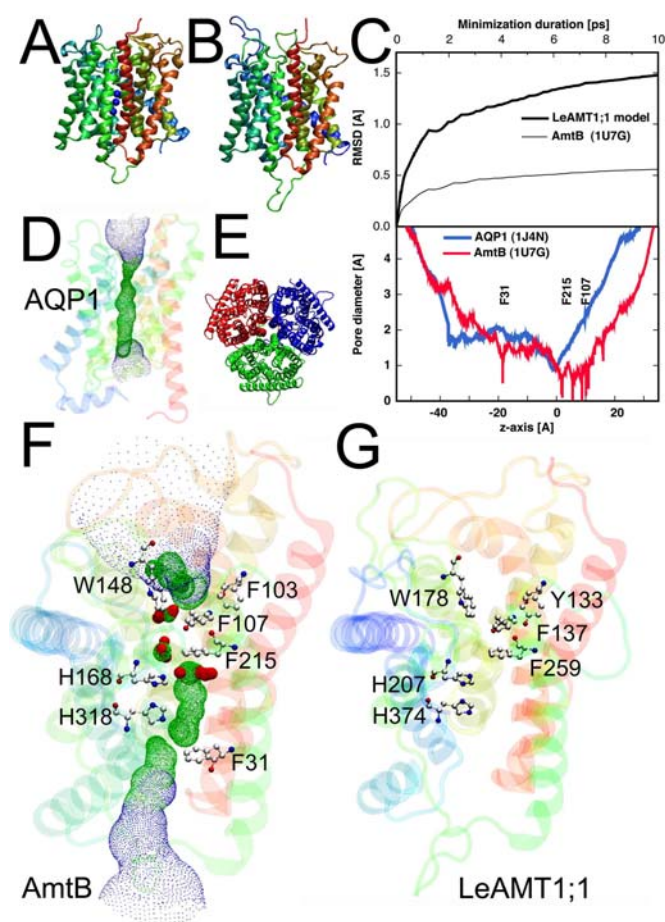 A
B
C
Minimization duration [ps]
0 2 4 6 8 10
RMSD [A]
1.5
1.0
0.5
0.0
LeAMT1;1 model
AmtB (1U7G)
D
AQP1
E
Pore diameter [A]
4
3
2
1
0
AQP1 (1J4N)
AmtB (1U7G)
F31
F215
F107
-40 -20 0 20
z-axis [A]
F
W148
F103
F107
F215
H168
H318
F31
AmtB
G
W178
Y133
F137
F259
H207
H374
LeAMT1;1